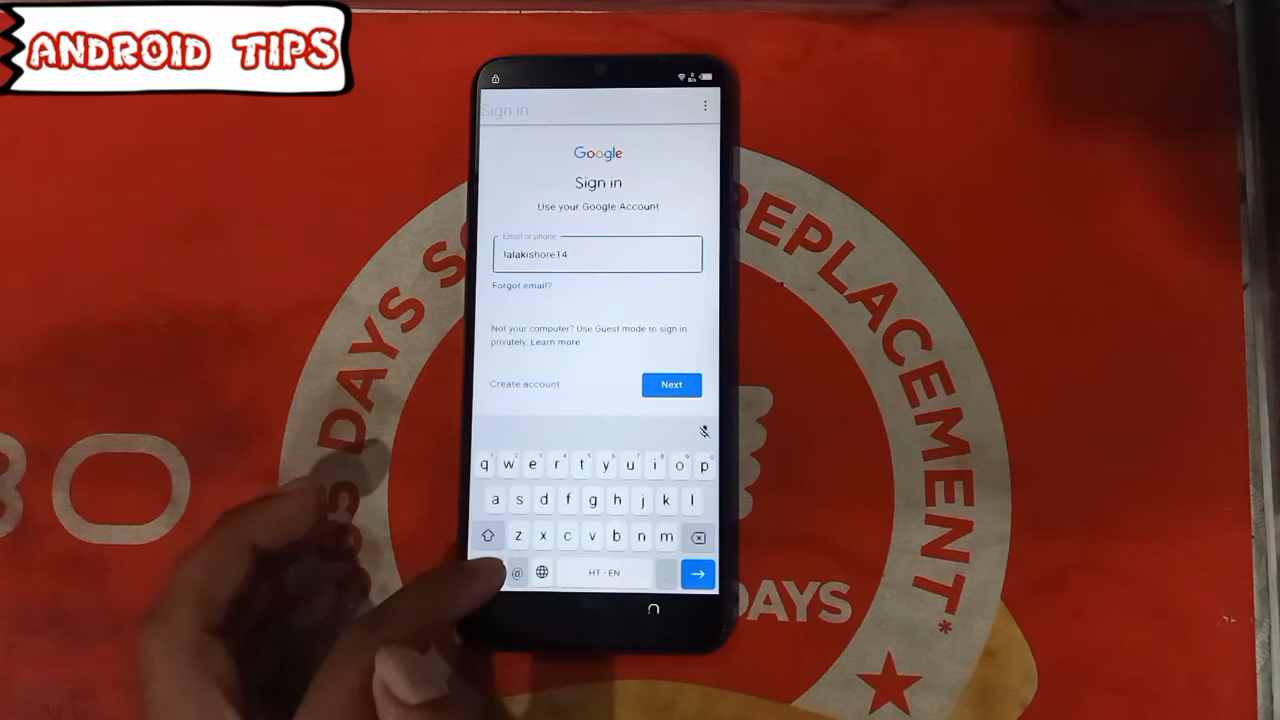 ANDROID TIPS
Sign in
Google
Sign in
Use your Google Account
Email or phone
lalakishore14
Forgot email?
Not your computer? Use Guest mode to sign in
privately. Learn more
Create account
Next
q w e r t y u i o p
a s d f g h j k l
z x c v b n m
@ HT · EN
DAYS
REPLACEMENT*
DAYS